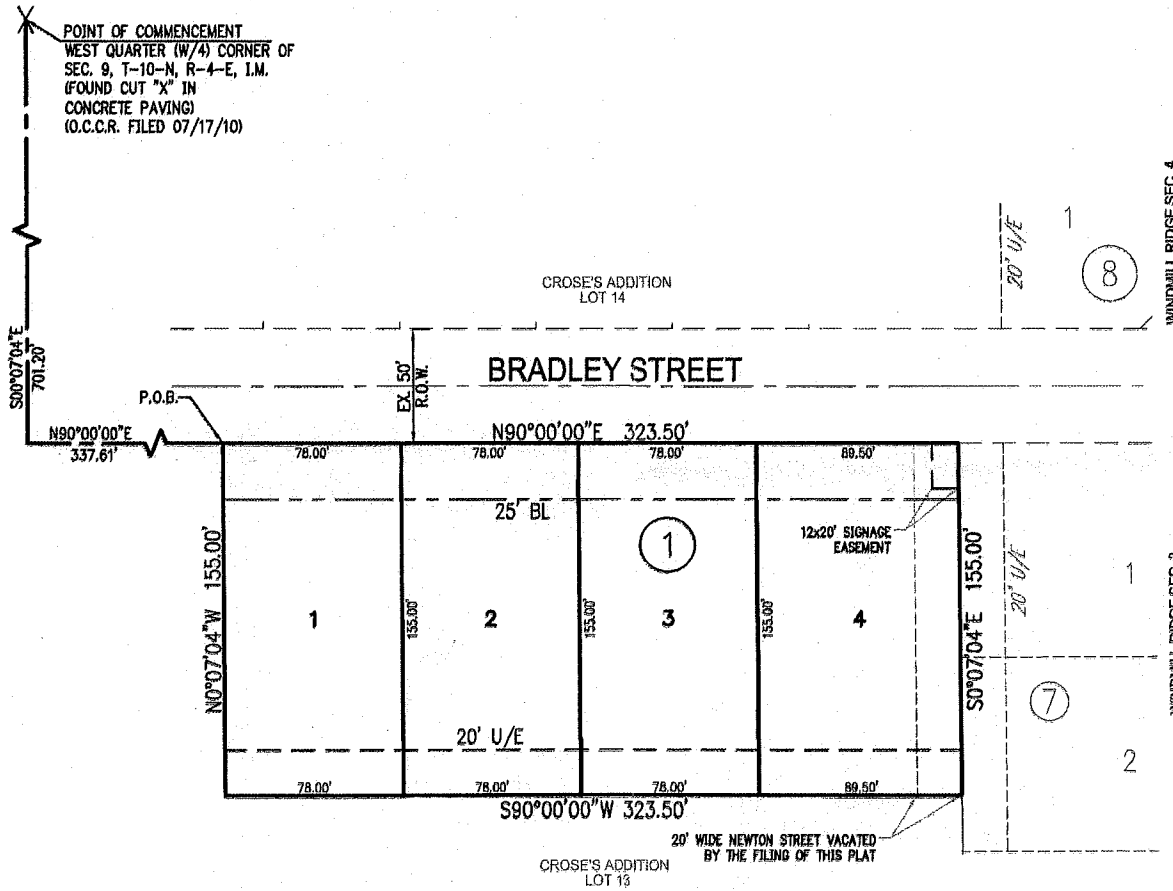 POINT OF COMMENCEMENT
WEST QUARTER (W/4) CORNER OF
SEC. 9, T-10-N, R-4-E, I.M.
(FOUND CUT "X" IN
CONCRETE PAVING)
(O.C.C.R. FILED 07/17/10)
S00°07'04"E
701.20'
N90°00'00"E
337.61'
P.O.B.
CROSE'S ADDITION
LOT 14
EX. 50'
R.O.W.
BRADLEY STREET
20' U/E
1
8
N90°00'00"E 323.50'
78.00'
78.00'
78.00'
89.50'
25' BL
1
12x20' SIGNAGE
EASEMENT
N0°07'04"W 155.00'
1
155.00'
2
155.00'
3
155.00'
4
S0°07'04"E 155.00'
20' U/E
1
7
2
20' U/E
78.00'
78.00'
78.00'
89.50'
S90°00'00"W 323.50'
20' WIDE NEWTON STREET VACATED
BY THE FILING OF THIS PLAT
CROSE'S ADDITION
LOT 13
WINDMILL RIDGE SEC. 4